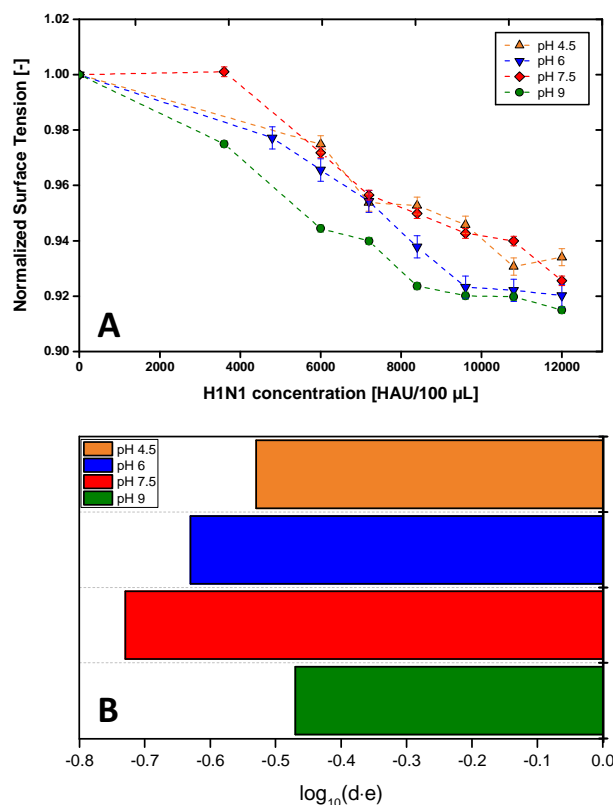 1.02
1.00
0.98
0.96
0.94
0.92
0.90
Normalized Surface Tension [-]
pH 4.5
pH 6
pH 7.5
pH 9
A
0 2000 4000 6000 8000 10000 12000
H1N1 concentration [HAU/100 µL]
pH 4.5
pH 6
pH 7.5
pH 9
B
-0.8 -0.7 -0.6 -0.5 -0.4 -0.3 -0.2 -0.1 0.0
log10(d·e)